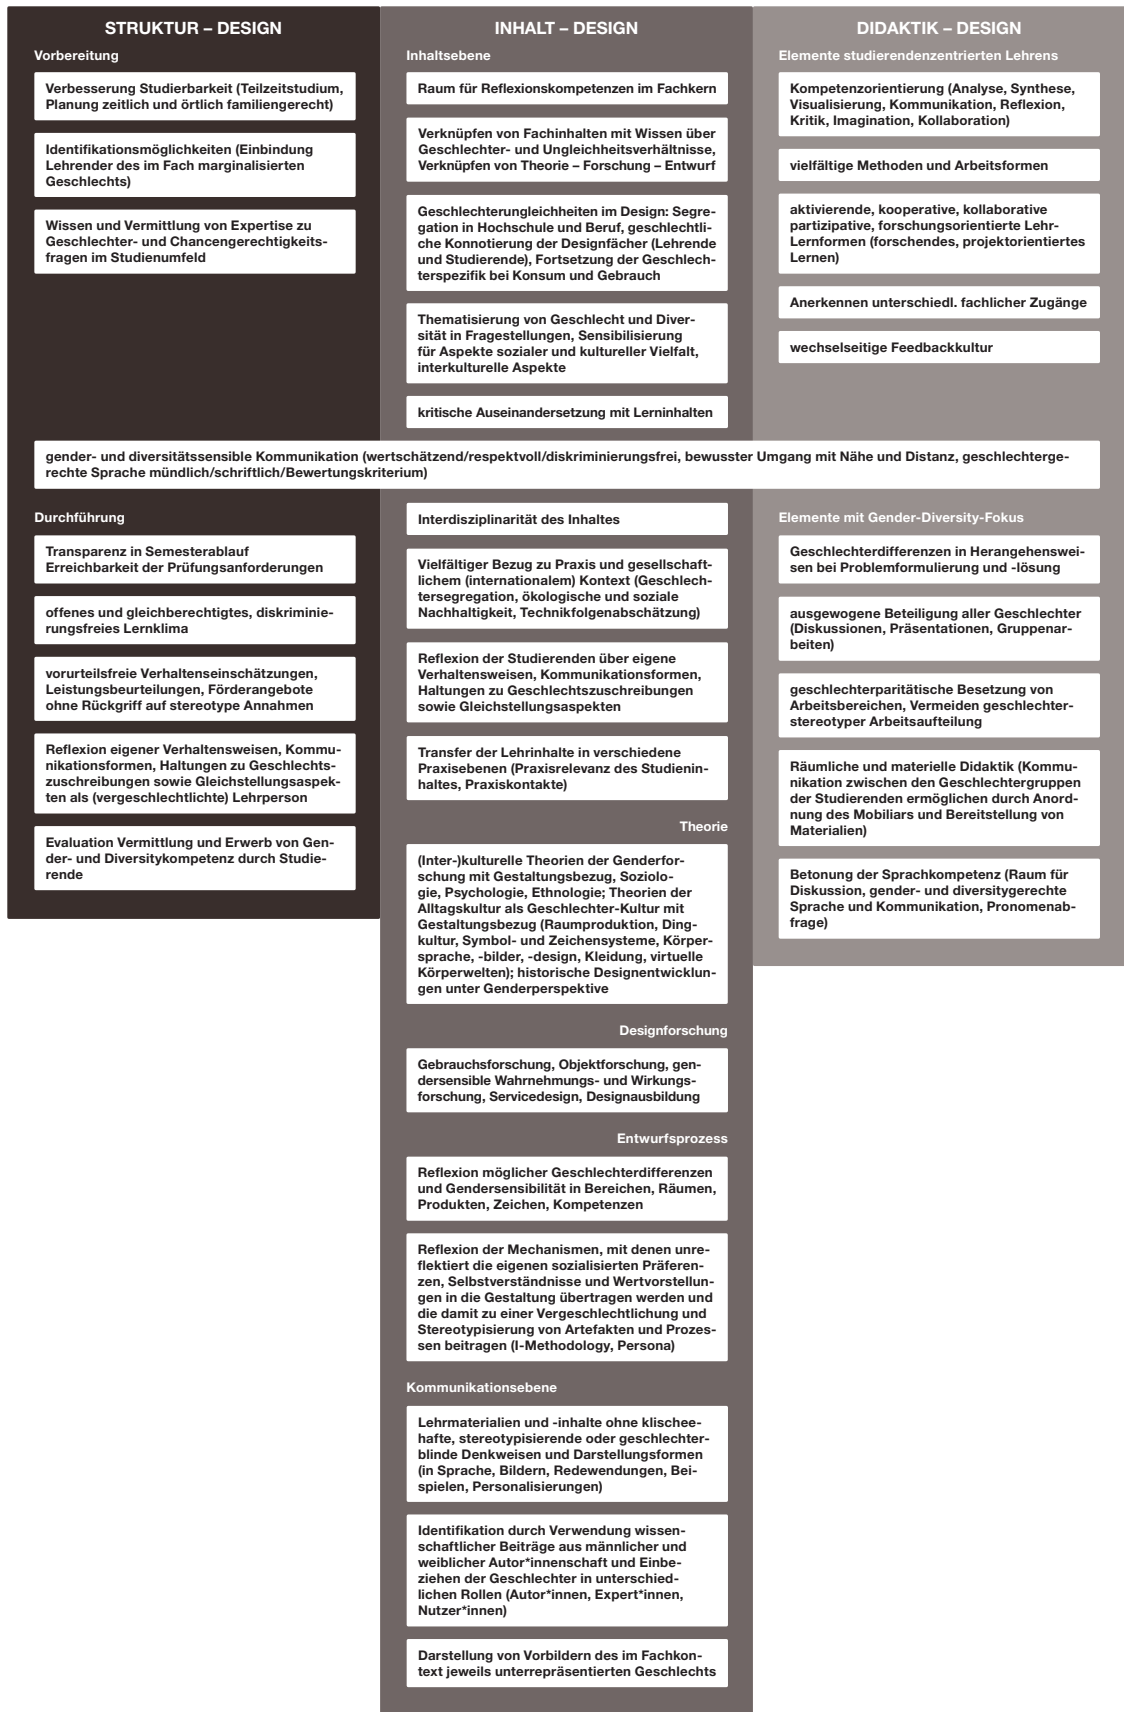 STRUKTUR – DESIGN
Vorbereitung
Verbesserung Studierbarkeit (Teilzeitstudium,
Planung zeitlich und örtlich familiengerecht)
Identifikationsmöglichkeiten (Einbindung
Lehrender des im Fach marginalisierten
Geschlechts)
Wissen und Vermittlung von Expertise zu
Geschlechter- und Chancengerechtigkeits-
fragen im Studienumfeld
INHALT – DESIGN
Inhaltsebene
Raum für Reflexionskompetenzen im Fachkern
Verknüpfen von Fachinhalten mit Wissen über
Geschlechter- und Ungleichheitsverhältnisse,
Verknüpfen von Theorie – Forschung – Entwurf
Geschlechterungleichheiten im Design: Segre-
gation in Hochschule und Beruf, geschlechtli-
che Konnotierung der Designfächer (Lehrende
und Studierende), Fortsetzung der Geschlech-
terspezifik bei Konsum und Gebrauch
Thematisierung von Geschlecht und Diver-
sität in Fragestellungen, Sensibilisierung
für Aspekte sozialer und kultureller Vielfalt,
interkulturelle Aspekte
kritische Auseinandersetzung mit Lerninhalten
DIDAKTIK – DESIGN
Elemente studierendenzentrierten Lehrens
Kompetenzorientierung (Analyse, Synthese,
Visualisierung, Kommunikation, Reflexion,
Kritik, Imagination, Kollaboration)
vielfältige Methoden und Arbeitsformen
aktivierende, kooperative, kollaborative
partizipative, forschungsorientierte Lehr-
Lernformen (forschendes, projektorientiertes
Lernen)
Anerkennen unterschiedl. fachlicher Zugänge
wechselseitige Feedbackkultur
gender- und diversitätssensible Kommunikation (wertschätzend/respektvoll/diskriminierungsfrei, bewusster Umgang mit Nähe und Distanz, geschlechterge-
rechte Sprache mündlich/schriftlich/Bewertungskriterium)
Durchführung
Transparenz in Semesterablauf
Erreichbarkeit der Prüfungsanforderungen
offenes und gleichberechtigtes, diskriminie-
rungsfreies Lernklima
vorurteilsfreie Verhaltenseinschätzungen,
Leistungsbeurteilungen, Förderangebote
ohne Rückgriff auf stereotype Annahmen
Reflexion eigener Verhaltensweisen, Kommu-
nikationsformen, Haltungen zu Geschlechts-
zuschreibungen sowie Gleichstellungsaspek-
ten als (vergeschlechtlichte) Lehrperson
Evaluation Vermittlung und Erwerb von Gen-
der- und Diversitykompetenz durch Studie-
rende
Interdisziplinarität des Inhaltes
Vielfältiger Bezug zu Praxis und gesellschaft-
lichem (internationalem) Kontext (Geschlech-
tersegregation, ökologische und soziale
Nachhaltigkeit, Technikfolgenabschätzung)
Reflexion der Studierenden über eigene
Verhaltensweisen, Kommunikationsformen,
Haltungen zu Geschlechtszuschreibungen
sowie Gleichstellungsaspekten
Transfer der Lehrinhalte in verschiedene
Praxisebenen (Praxisrelevanz des Studienin-
haltes, Praxiskontakte)
Theorie
(Inter-)kulturelle Theorien der Genderfor-
schung mit Gestaltungsbezug, Soziolo-
gie, Psychologie, Ethnologie; Theorien der
Alltagskultur als Geschlechter-Kultur mit
Gestaltungsbezug (Raumproduktion, Ding-
kultur, Symbol- und Zeichensysteme, Körper-
sprache, -bilder, -design, Kleidung, virtuelle
Körperwelten); historische Designentwicklun-
gen unter Genderperspektive
Designforschung
Gebrauchsforschung, Objektforschung, gen-
dersensible Wahrnehmungs- und Wirkungs-
forschung, Servicedesign, Designausbildung
Entwurfsprozess
Reflexion möglicher Geschlechterdifferenzen
und Gendersensibilität in Bereichen, Räumen,
Produkten, Zeichen, Kompetenzen
Reflexion der Mechanismen, mit denen unre-
flektiert die eigenen sozialisierten Präferen-
zen, Selbstverständnisse und Wertvorstellun-
gen in die Gestaltung übertragen werden und
die damit zu einer Vergeschlechtlichung und
Stereotypisierung von Artefakten und Prozes-
sen beitragen (I-Methodology, Persona)
Kommunikationsebene
Lehrmaterialien und -inhalte ohne klischee-
hafte, stereotypisierende oder geschlechter-
blinde Denkweisen und Darstellungsformen
(in Sprache, Bildern, Redewendungen, Bei-
spielen, Personalisierungen)
Identifikation durch Verwendung wissen-
schaftlicher Beiträge aus männlicher und
weiblicher Autor*innenschaft und Einbe-
ziehen der Geschlechter in unterschied-
lichen Rollen (Autor*innen, Expert*innen,
Nutzer*innen)
Darstellung von Vorbildern des im Fachkon-
text jeweils unterrepräsentierten Geschlechts
Elemente mit Gender-Diversity-Fokus
Geschlechterdifferenzen in Herangehenswei-
sen bei Problemformulierung und -lösung
ausgewogene Beteiligung aller Geschlechter
(Diskussionen, Präsentationen, Gruppenar-
beiten)
geschlechterparitätische Besetzung von
Arbeitsbereichen, Vermeiden geschlechter-
stereotyper Arbeitsaufteilung
Räumliche und materielle Didaktik (Kommu-
nikation zwischen den Geschlechtergruppen
der Studierenden ermöglichen durch Anord-
nung des Mobiliars und Bereitstellung von
Materialien)
Betonung der Sprachkompetenz (Raum für
Diskussion, gender- und diversitygerechte
Sprache und Kommunikation, Pronomenab-
frage)